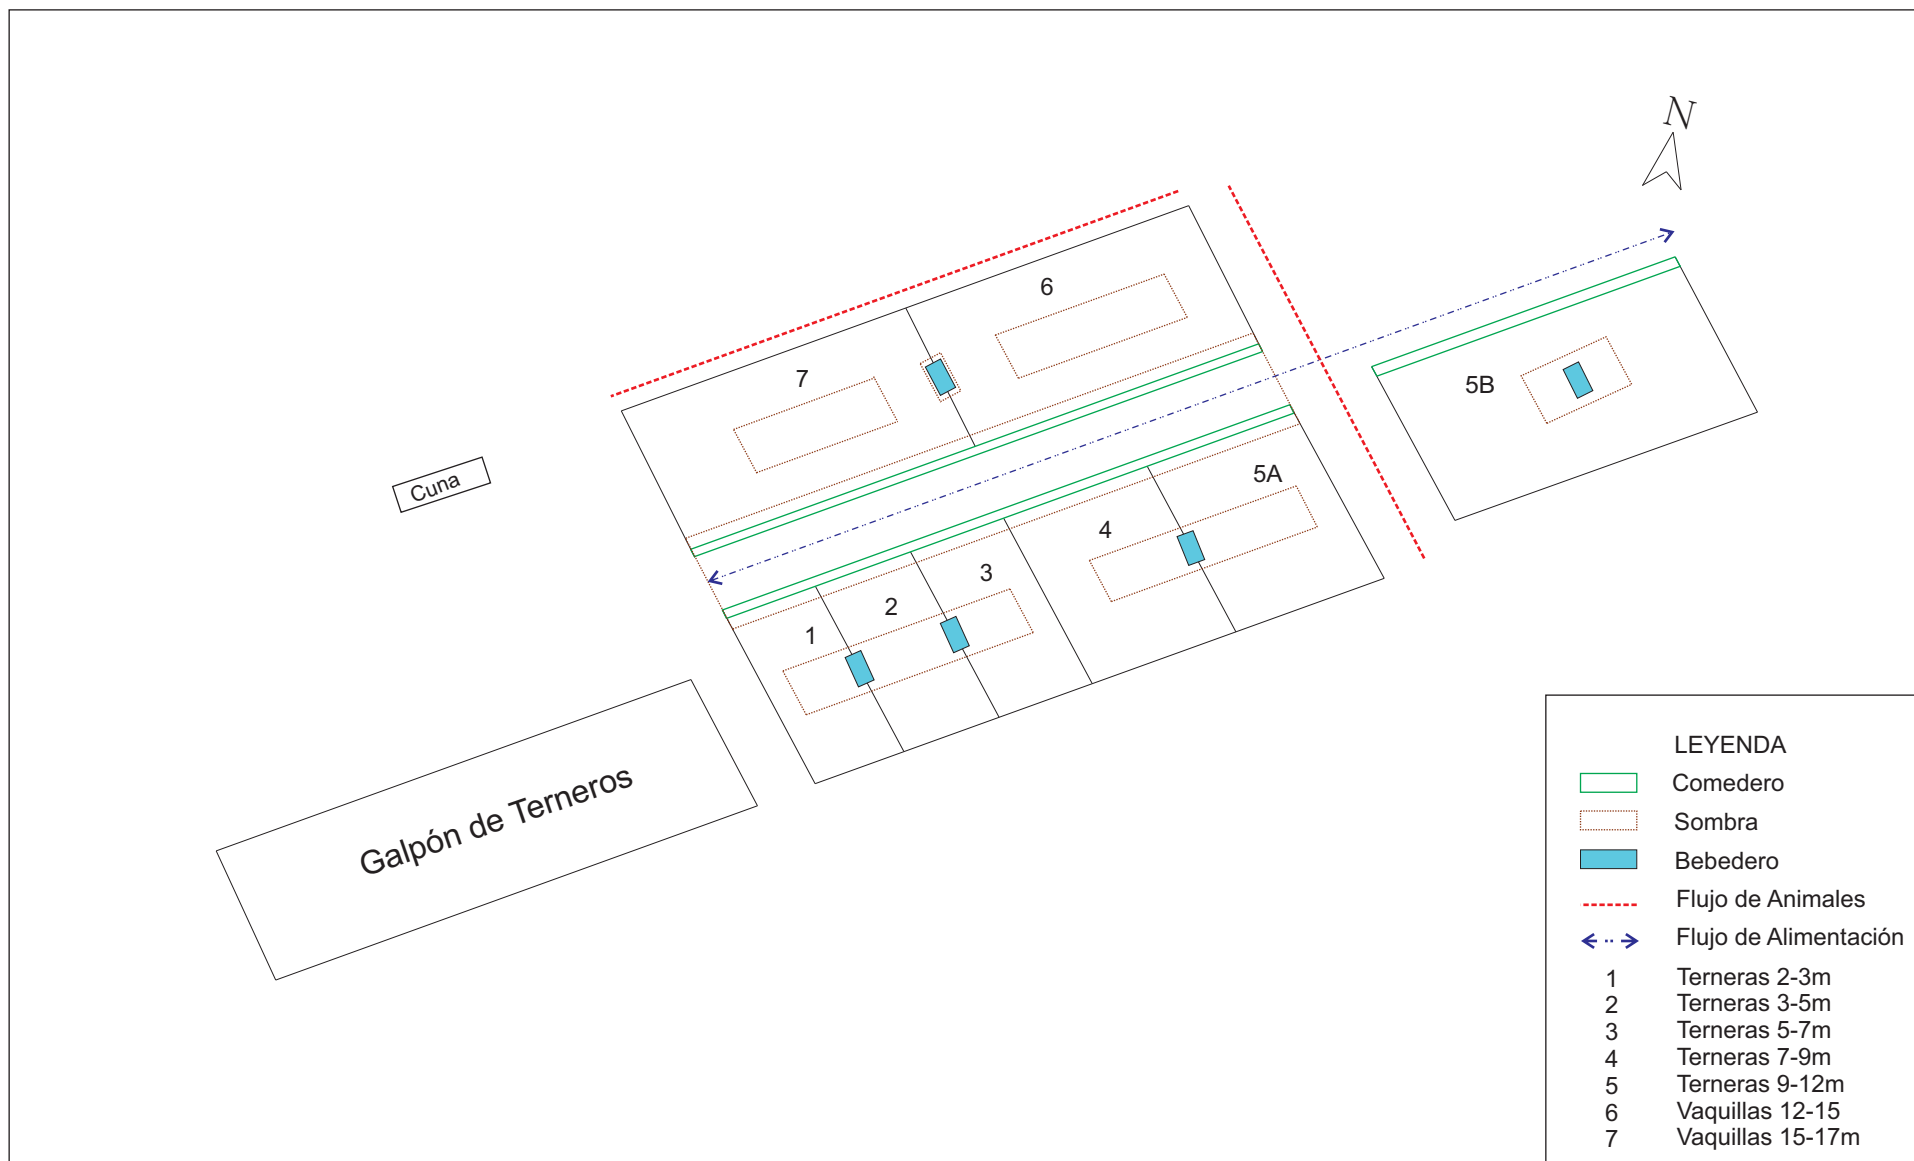 N
6
7
5B
Cuna
5A
4
3
2
1
Galpón de Terneros
LEYENDA
Comedero
Sombra
Bebedero
Flujo de Animales
Flujo de Alimentación
1 Terneras 2-3m
2 Terneras 3-5m
3 Terneras 5-7m
4 Terneras 7-9m
5 Terneras 9-12m
6 Vaquillas 12-15
7 Vaquillas 15-17m